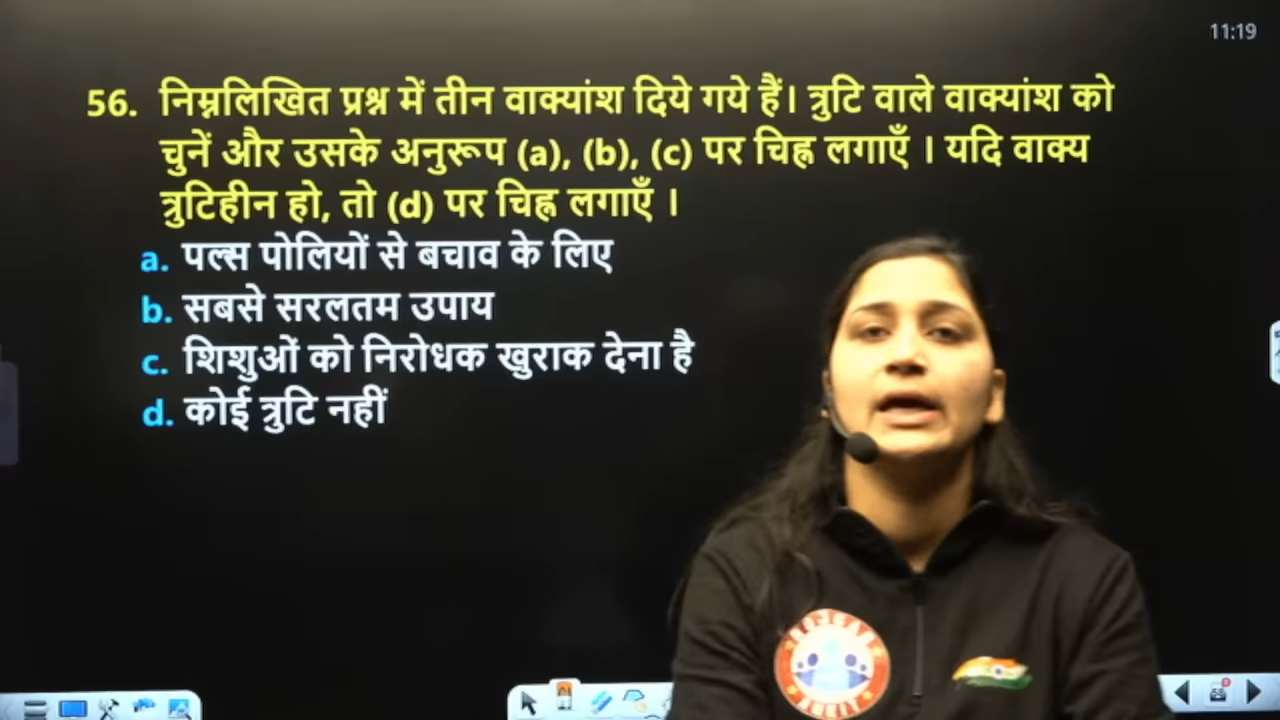 11:19
56. निम्नलिखित प्रश्न में तीन वाक्यांश दिये गये हैं। त्रुटि वाले वाक्यांश को
चुनें और उसके अनुरूप (a), (b), (c) पर चिह्न लगाएँ । यदि वाक्य
त्रुटिहीन हो, तो (d) पर चिह्न लगाएँ ।
a. पल्स पोलियों से बचाव के लिए
b. सबसे सरलतम उपाय
c. शिशुओं को निरोधक खुराक देना है
d. कोई त्रुटि नहीं
ANKIT